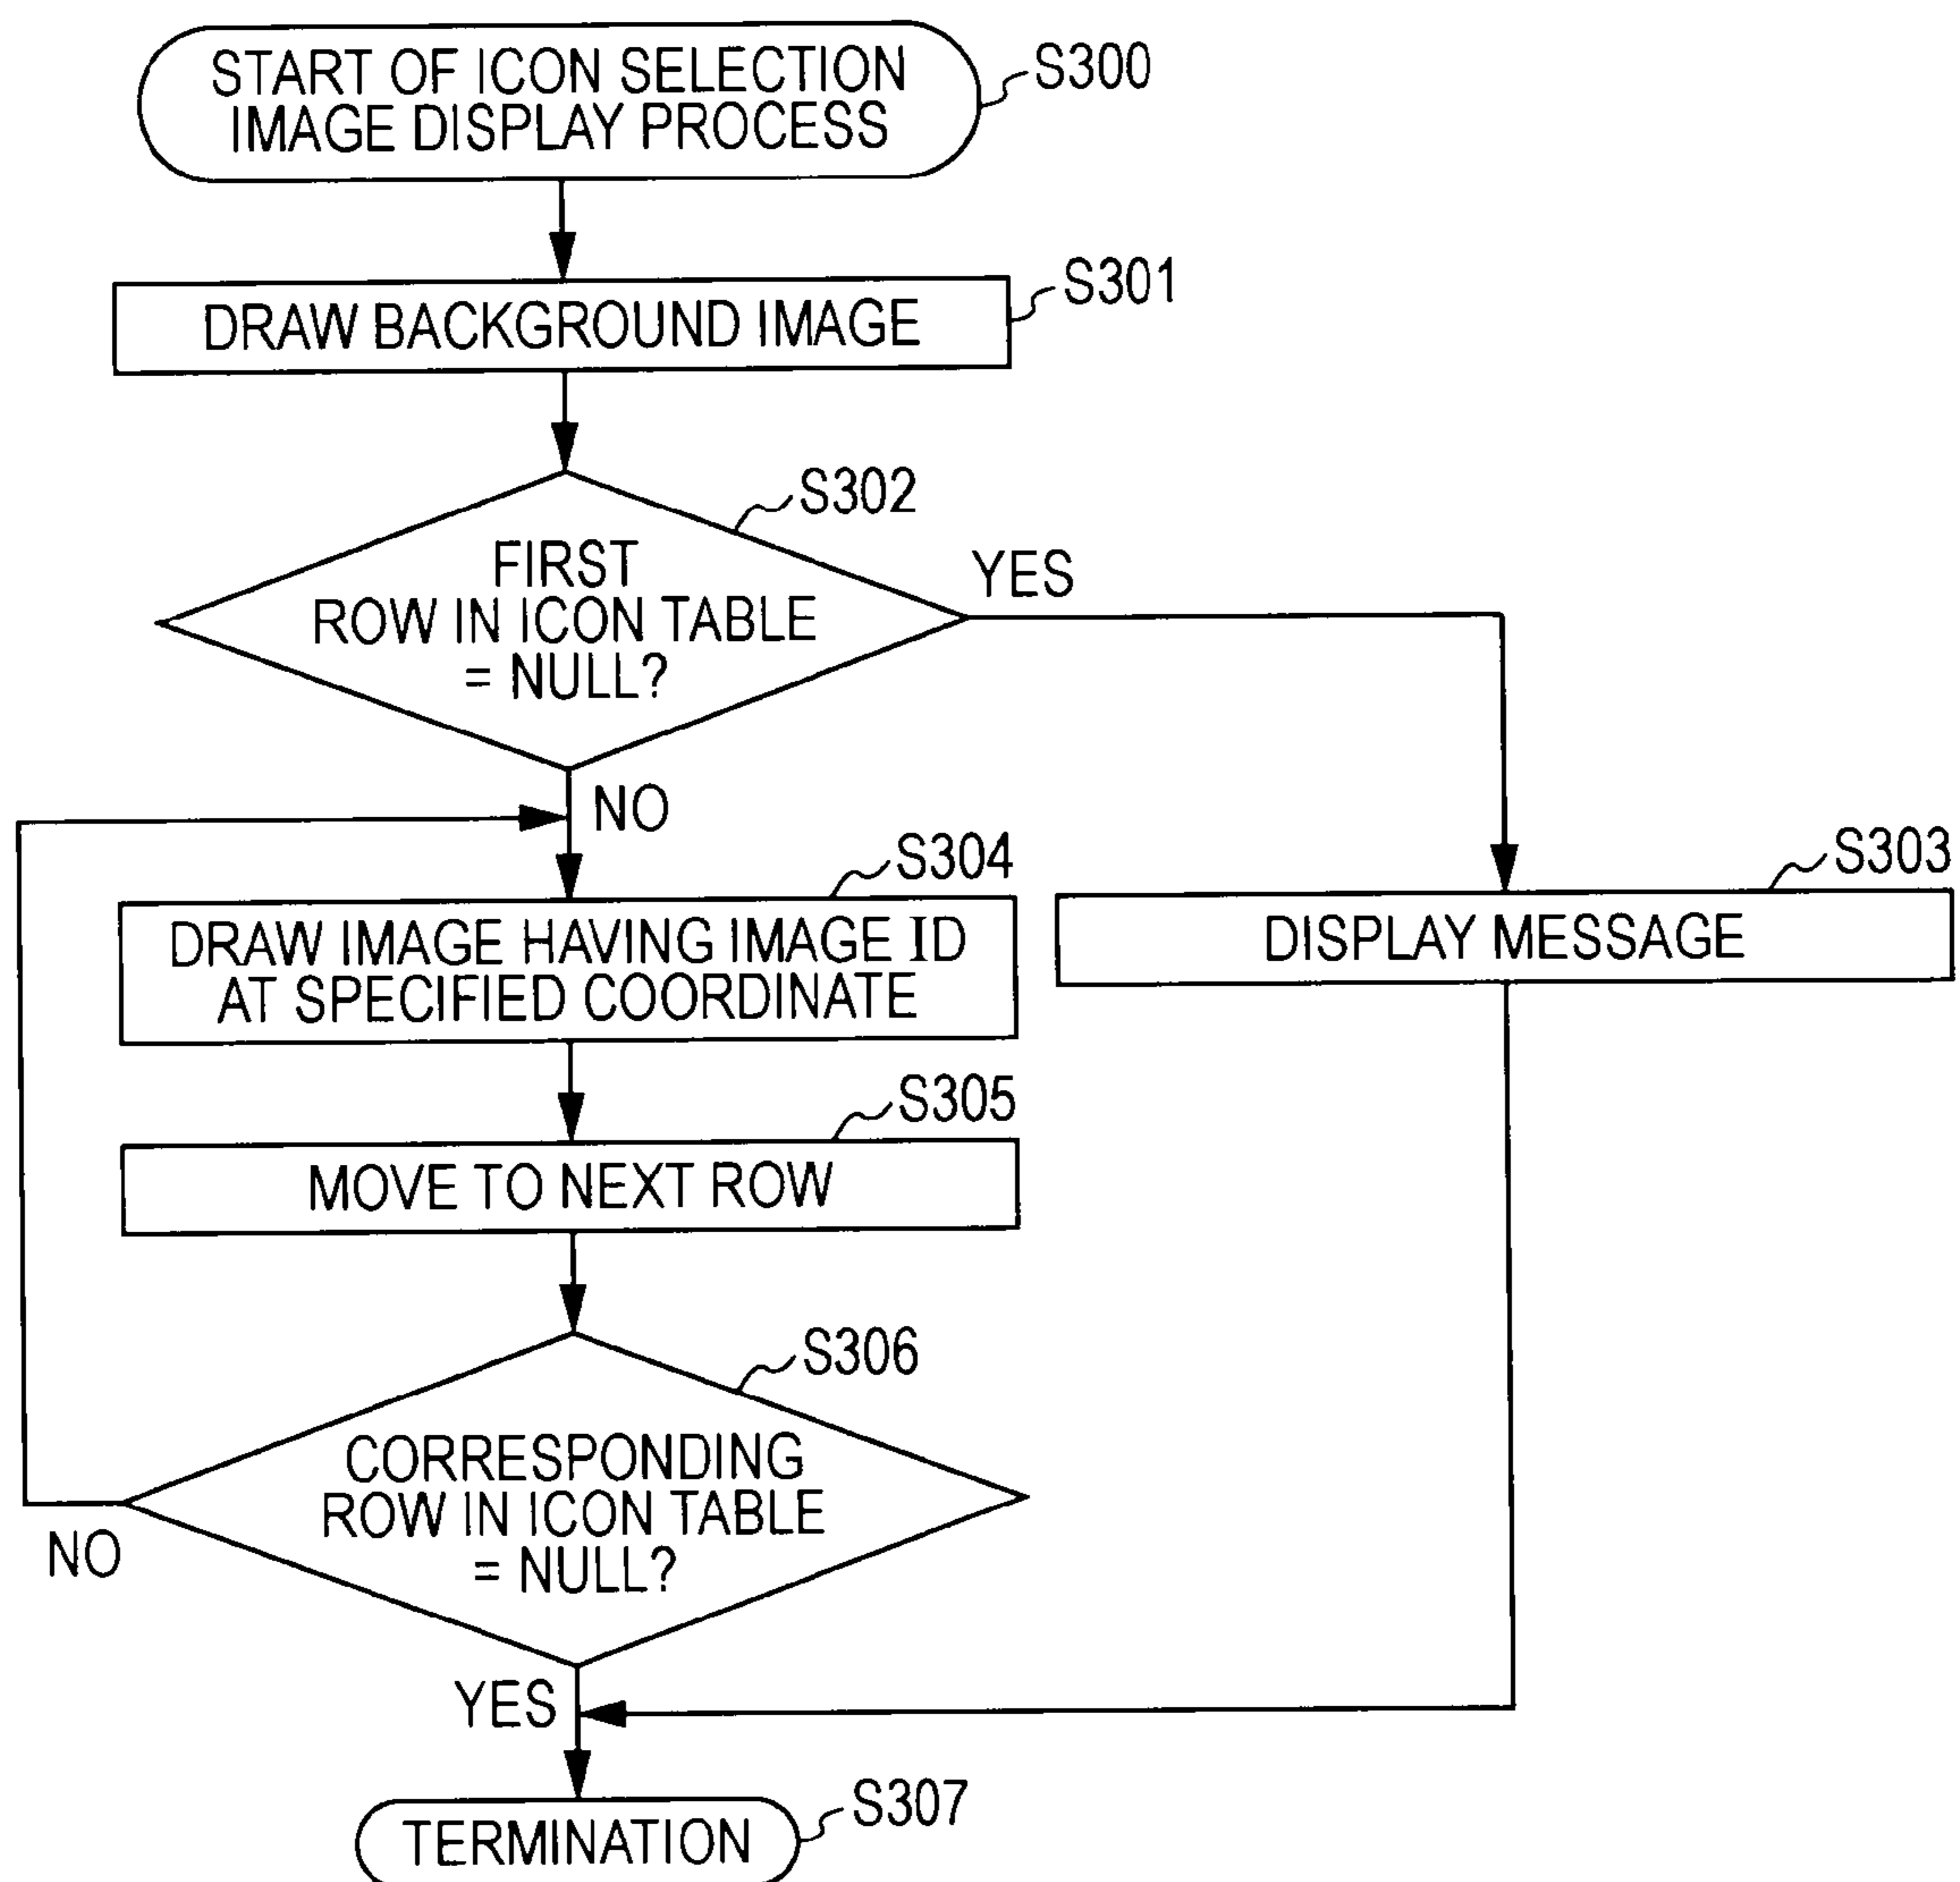 START OF ICON SELECTION
IMAGE DISPLAY PROCESS
S300
DRAW BACKGROUND IMAGE
S301
S302
FIRST
ROW IN ICON TABLE
= NULL?
YES
NO
S304
DRAW IMAGE HAVING IMAGE ID
AT SPECIFIED COORDINATE
S303
DISPLAY MESSAGE
S305
MOVE TO NEXT ROW
S306
CORRESPONDING
ROW IN ICON TABLE
= NULL?
NO
YES
TERMINATION
S307